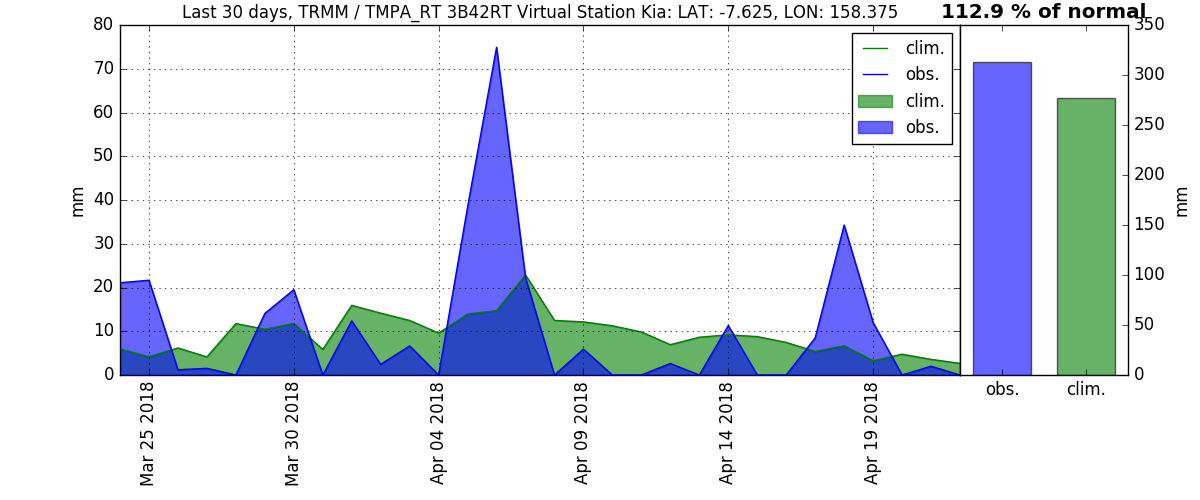 Last 30 days, TRMM / TMPA_RT 3B42RT Virtual Station Kia: LAT: -7.625, LON: 158.375
112.9 % of normal
80
70
60
50
40
30
20
10
0
mm
clim.
obs.
clim.
obs.
Mar 25 2018
Mar 30 2018
Apr 04 2018
Apr 09 2018
Apr 14 2018
Apr 19 2018
350
300
250
200
150
100
50
0
mm
obs.
clim.